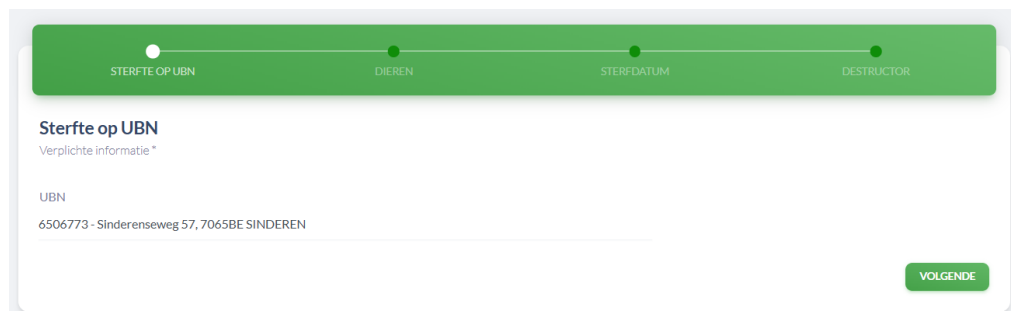 STERFTE OP UBN DIEREN STERFDATUM DESTRUCTOR
Sterfte op UBN
Verplichte informatie *
UBN
6506773 - Sinderenseweg 57, 7065BE SINDEREN
VOLGENDE